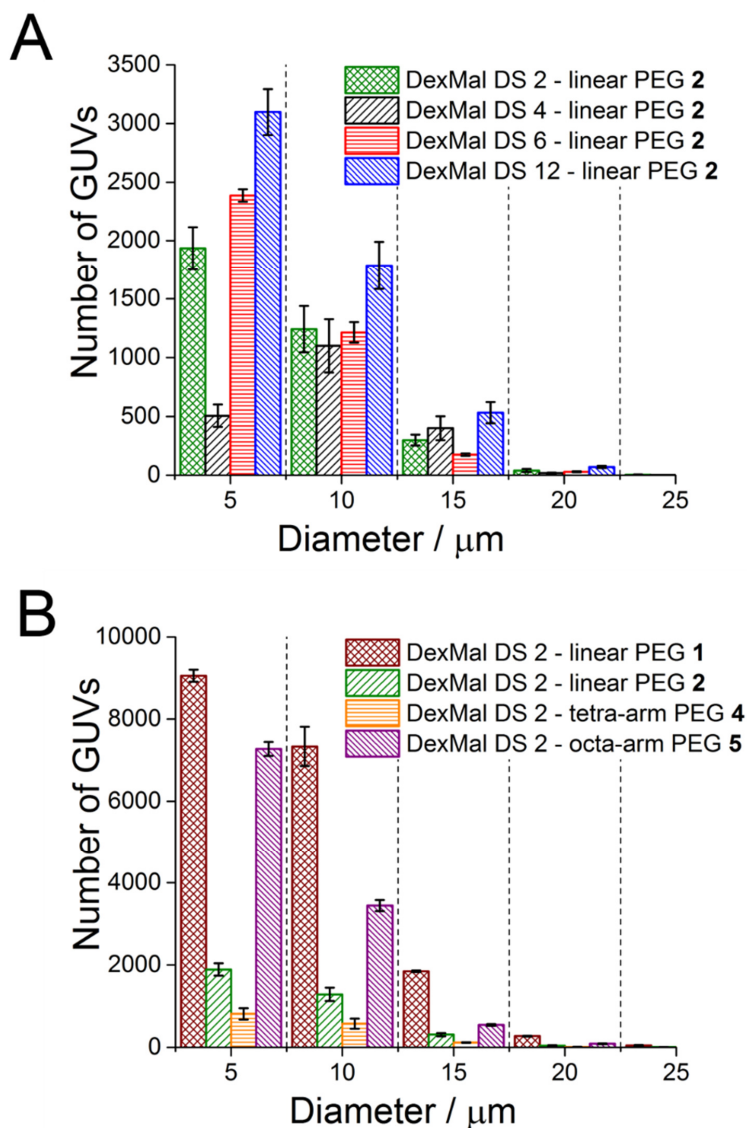 A
3500
3000
2500
2000
1500
1000
500
0
Number of GUVs
DexMal DS 2 - linear PEG 2
DexMal DS 4 - linear PEG 2
DexMal DS 6 - linear PEG 2
DexMal DS 12 - linear PEG 2
5 10 15 20 25
Diameter / μm
B
10000
8000
6000
4000
2000
0
Number of GUVs
DexMal DS 2 - linear PEG 1
DexMal DS 2 - linear PEG 2
DexMal DS 2 - tetra-arm PEG 4
DexMal DS 2 - octa-arm PEG 5
5 10 15 20 25
Diameter / μm